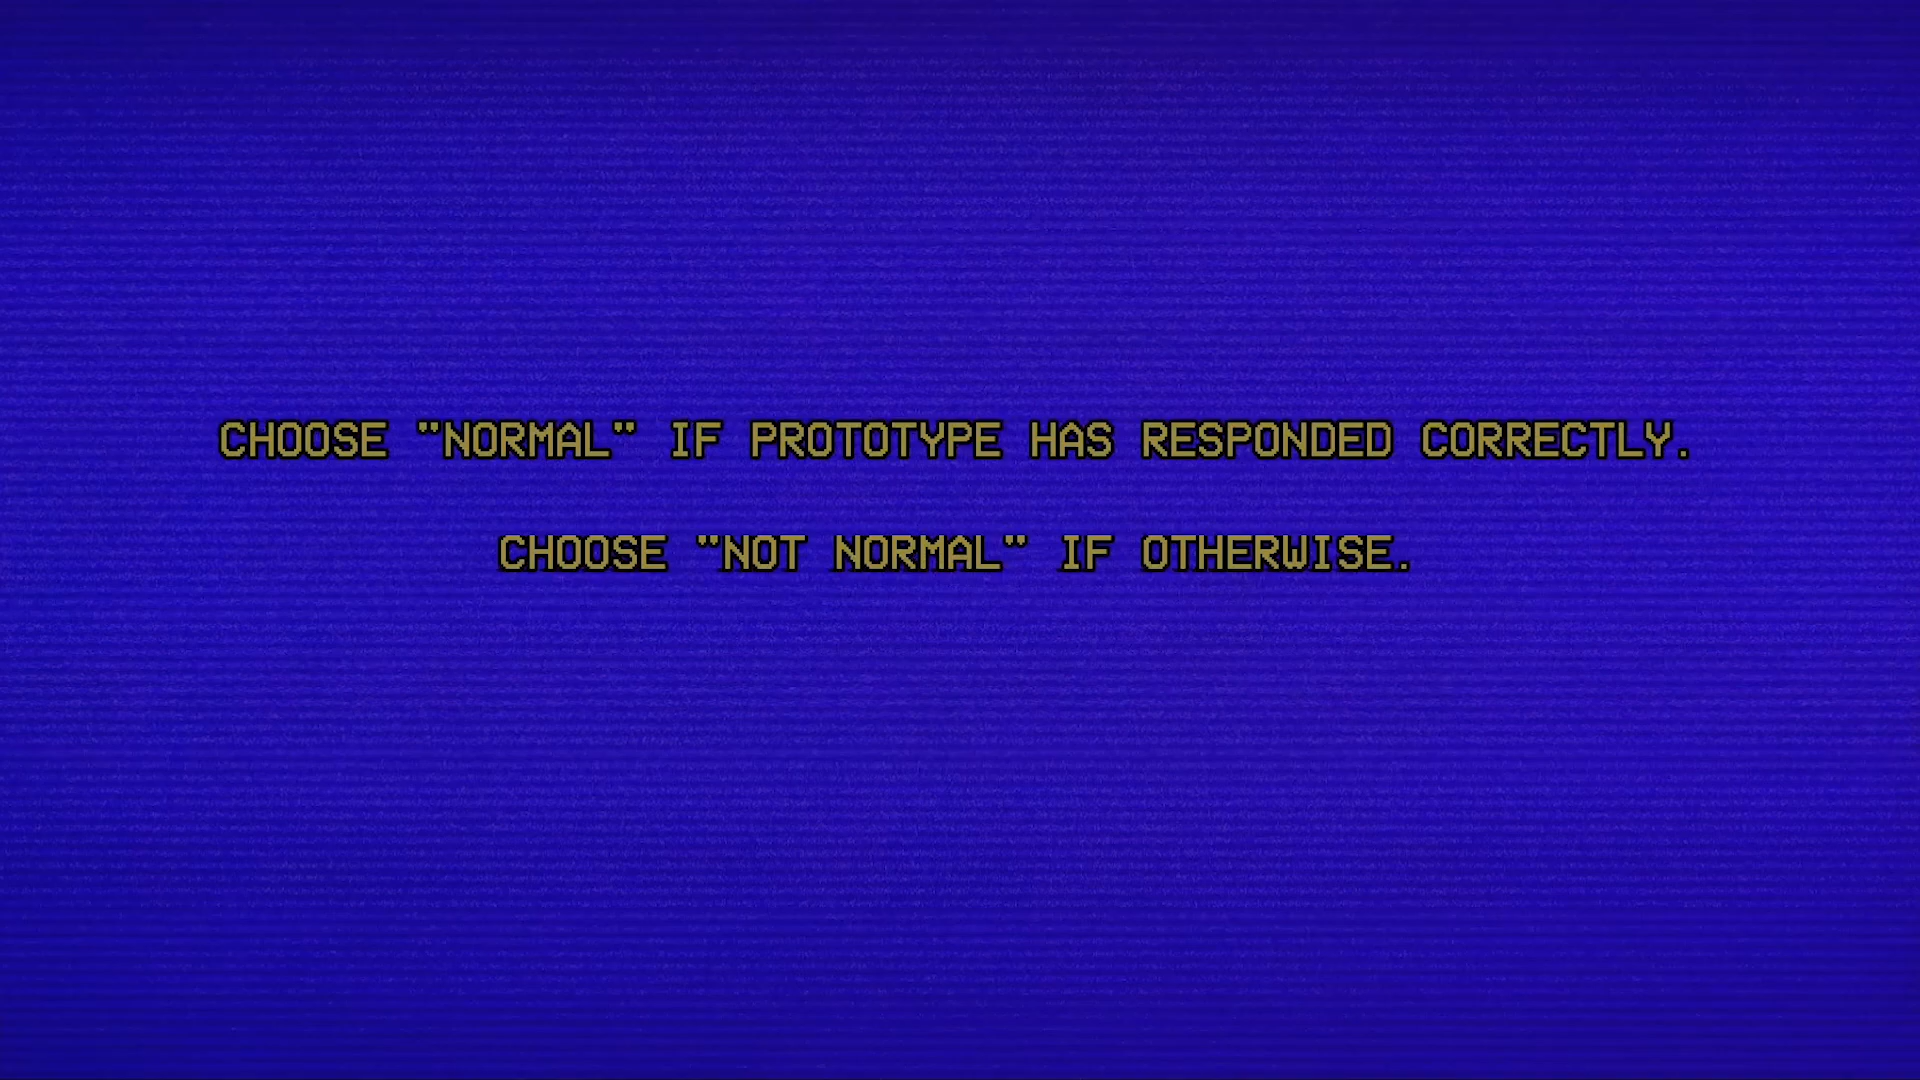 CHOOSE "NORMAL" IF PROTOTYPE HAS RESPONDED CORRECTLY.
CHOOSE "NOT NORMAL" IF OTHERWISE.